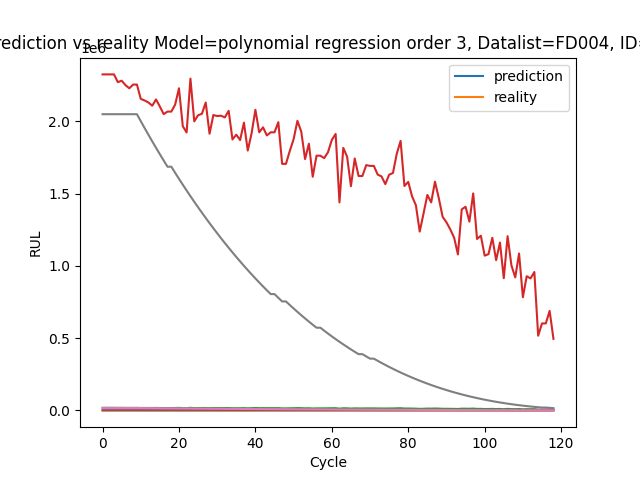 rediction vs reality Model=polynomial regression order 3, Datalist=FD004, ID=
1e6
prediction
reality
2.0
1.5
1.0
0.5
0.0
RUL
0 20 40 60 80 100 120
Cycle